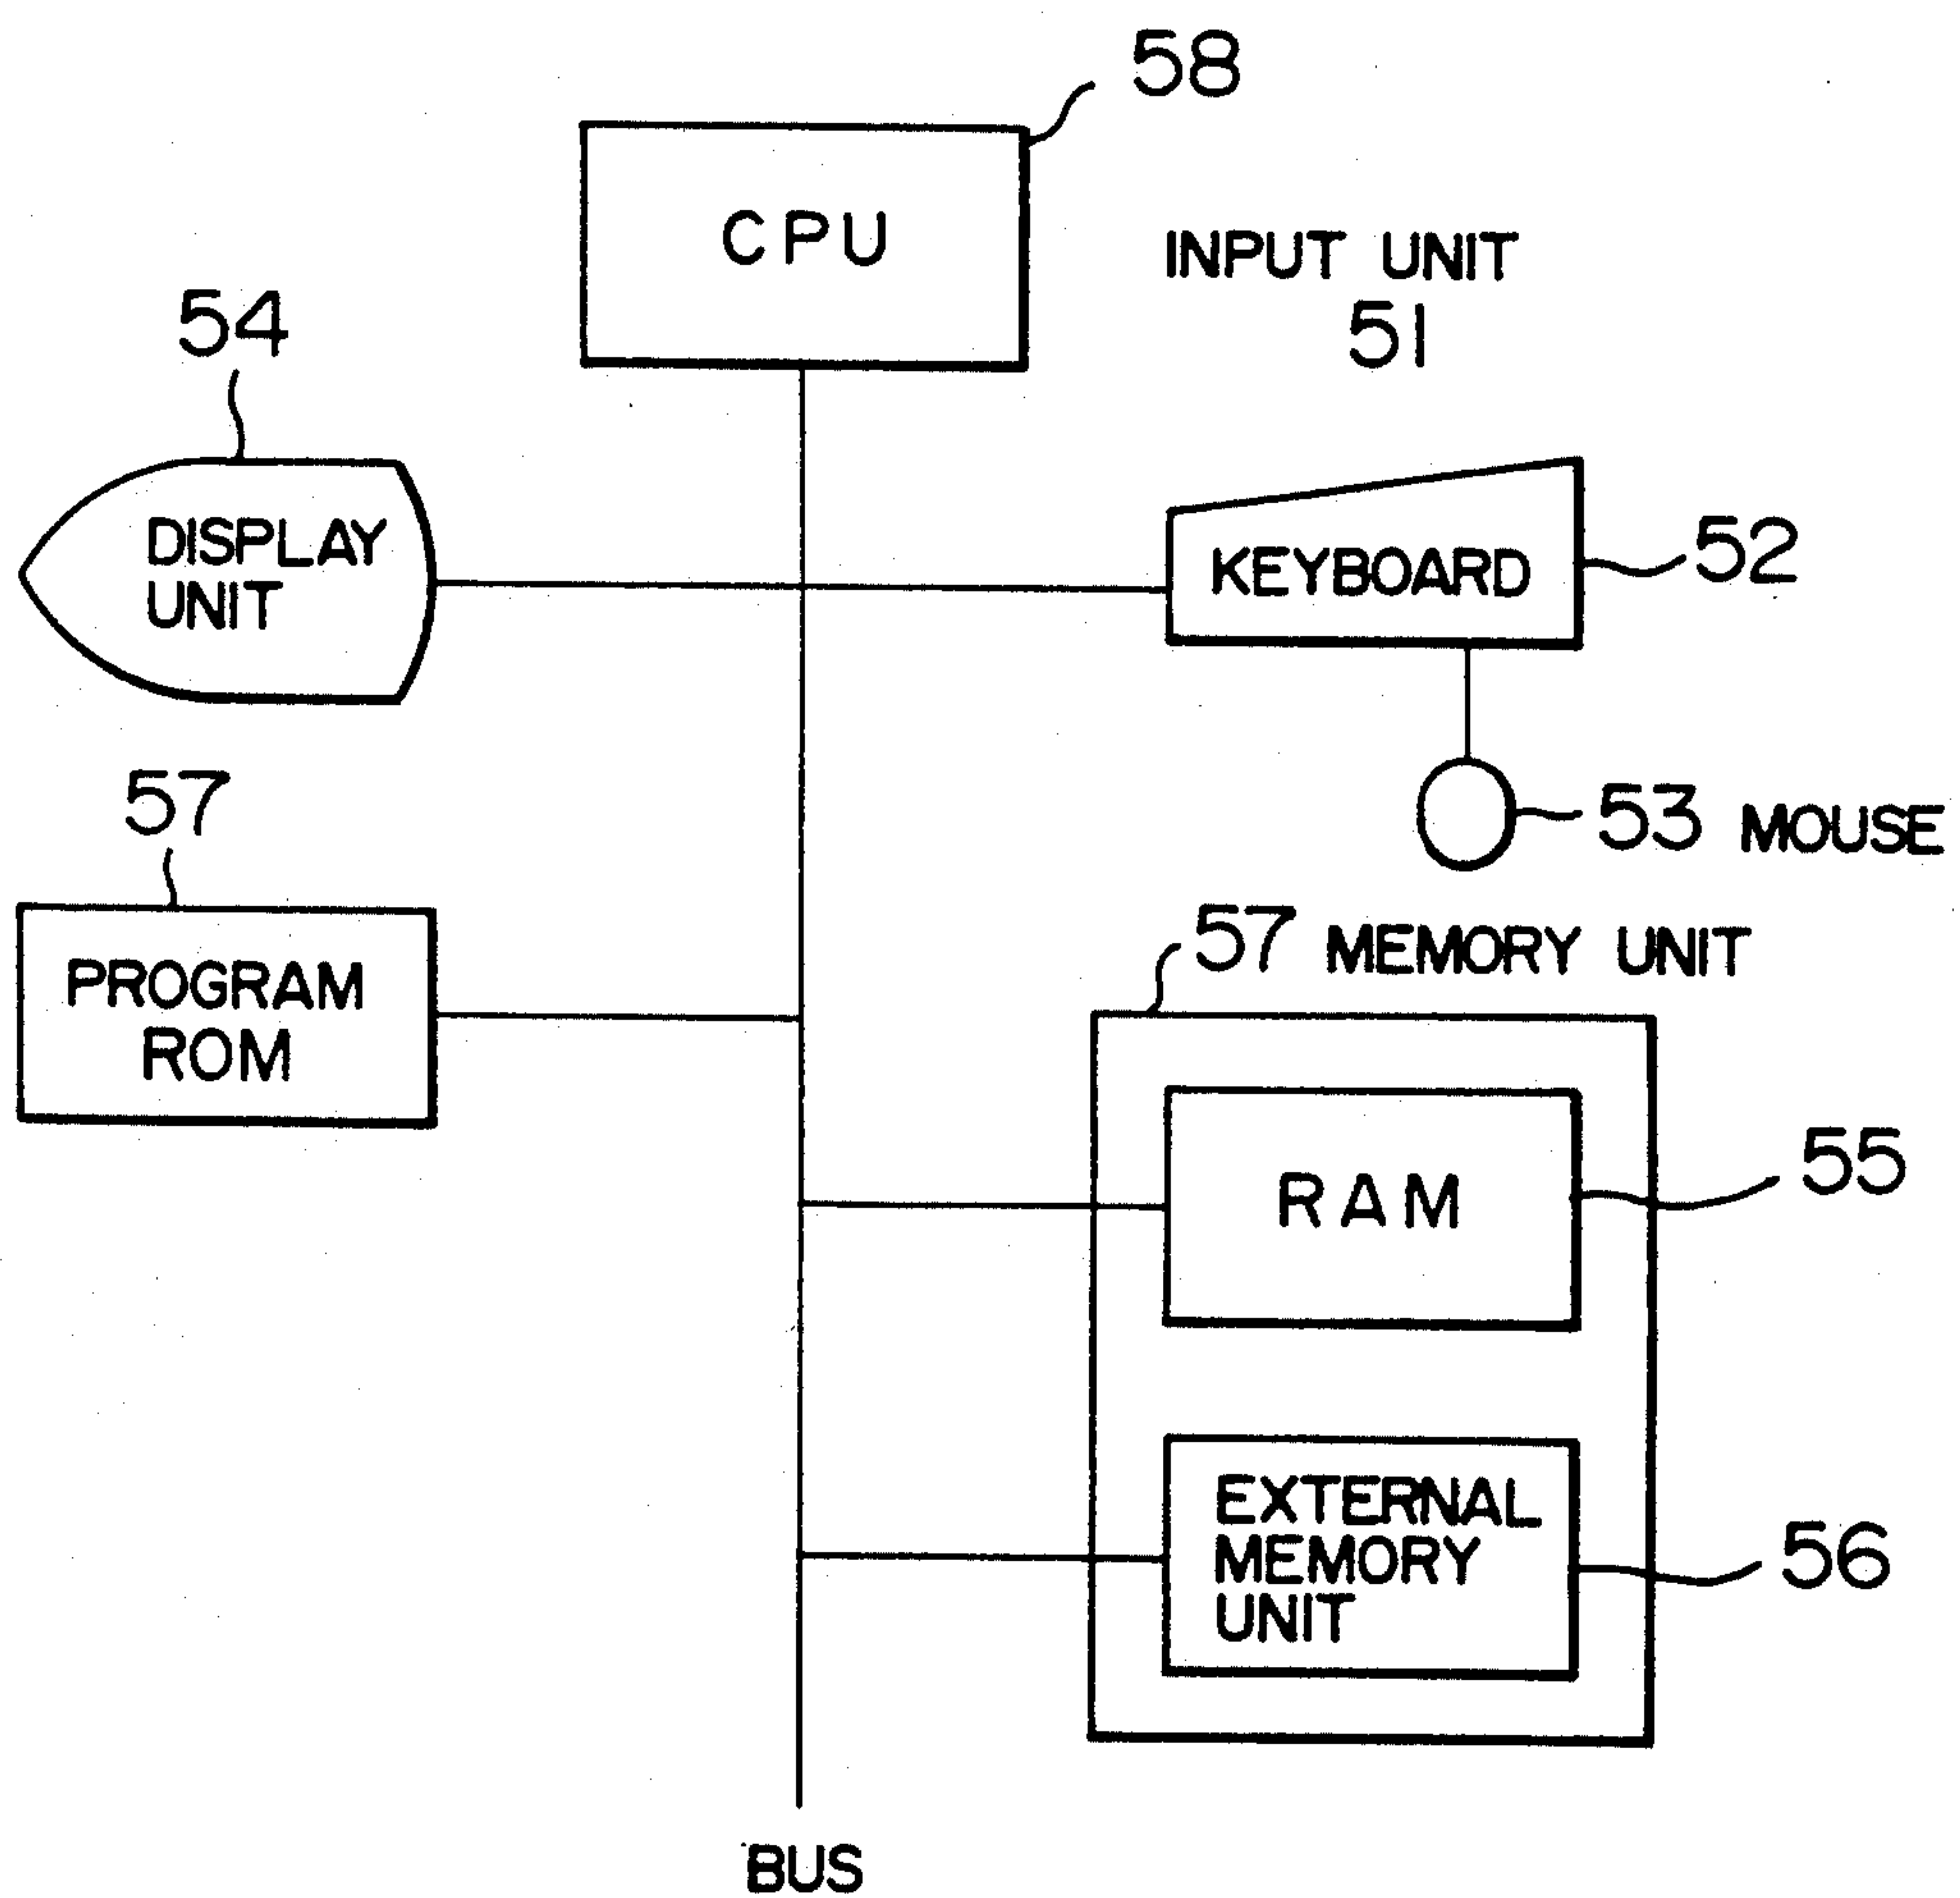 58
CPU
INPUT UNIT
51
54
DISPLAY
UNIT
KEYBOARD
52
57
53 MOUSE
57 MEMORY UNIT
PROGRAM
ROM
RAM
55
EXTERNAL
MEMORY
UNIT
56
BUS